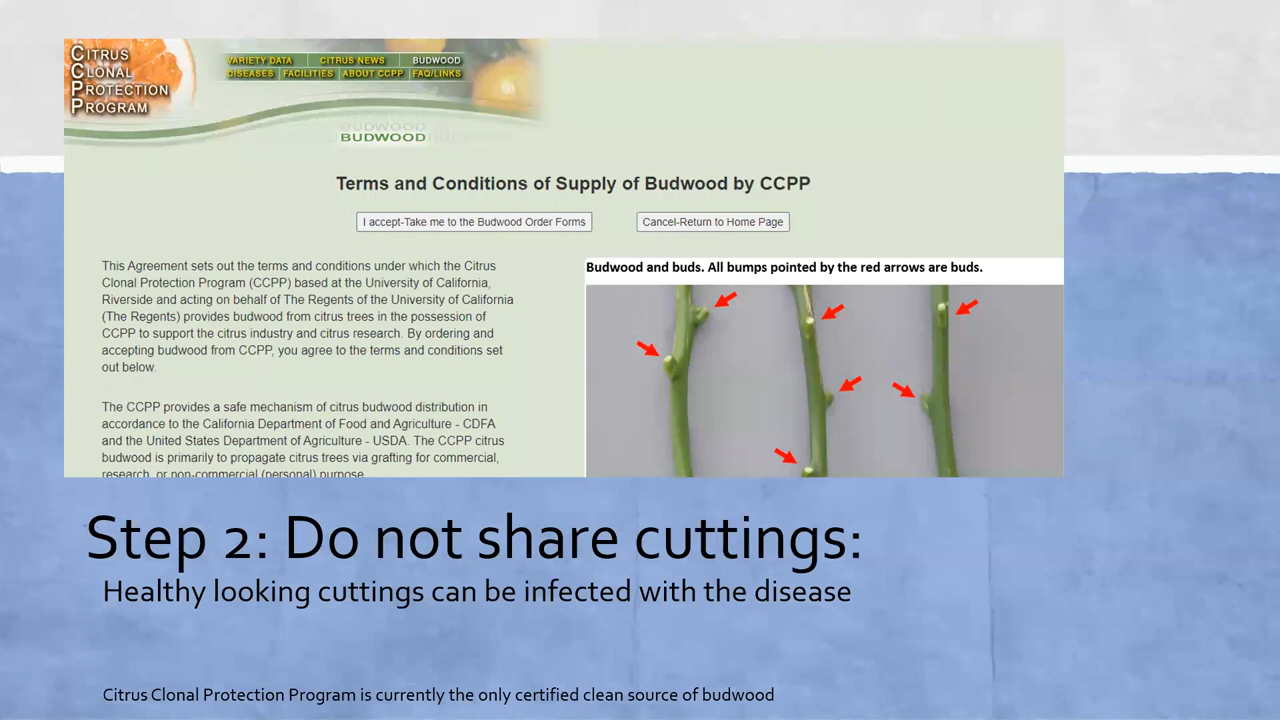 CITRUS
CLONAL
PROTECTION
PROGRAM
VARIETY DATA CITRUS NEWS BUDWOOD
DISEASES FACILITIES ABOUT CCPP FAQ/LINKS
BUDWOOD
BUDWOOD
Terms and Conditions of Supply of Budwood by CCPP
I accept-Take me to the Budwood Order Forms Cancel-Return to Home Page
This Agreement sets out the terms and conditions under which the Citrus
Clonal Protection Program (CCPP) based at the University of California,
Riverside and acting on behalf of The Regents of the University of California
(The Regents) provides budwood from citrus trees in the possession of
CCPP to support the citrus industry and citrus research. By ordering and
accepting budwood from CCPP, you agree to the terms and conditions set
out below.
The CCPP provides a safe mechanism of citrus budwood distribution in
accordance to the California Department of Food and Agriculture - CDFA
and the United States Department of Agriculture - USDA. The CCPP citrus
budwood is primarily to propagate citrus trees via grafting for commercial,
research, or non-commercial (personal) purpose.
Budwood and buds. All bumps pointed by the red arrows are buds.
Step 2: Do not share cuttings:
Healthy looking cuttings can be infected with the disease
Citrus Clonal Protection Program is currently the only certified clean source of budwood